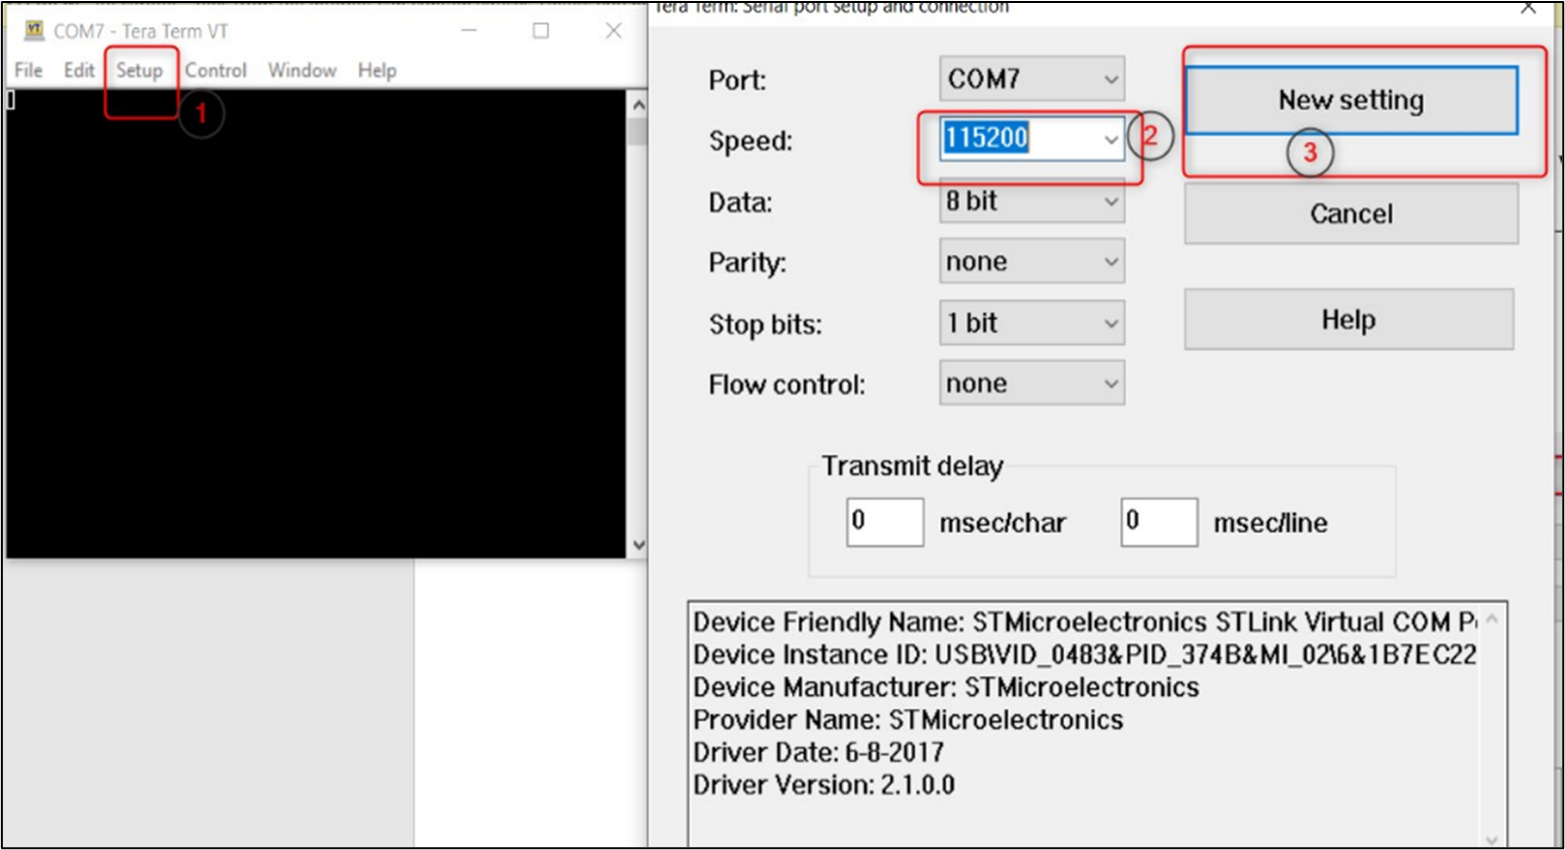 COM7 - Tera Term VT
File Edit Setup Control Window Help
1
Tera Term: Serial port setup and connection
Port: COM7
New setting
Speed: 115200
2
3
Data: 8 bit
Cancel
Parity: none
Stop bits: 1 bit
Help
Flow control: none
Transmit delay
0 msec/char 0 msec/line
Device Friendly Name: STMicroelectronics STLink Virtual COM P
Device Instance ID: USB\VID_0483&PID_374B&MI_02\6&1B7EC22
Device Manufacturer: STMicroelectronics
Provider Name: STMicroelectronics
Driver Date: 6-8-2017
Driver Version: 2.1.0.0